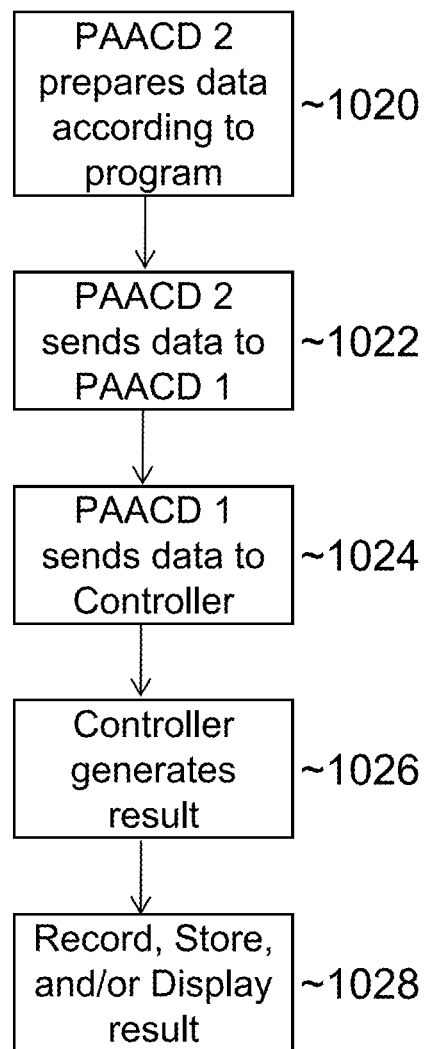 PAACD 2
prepares data
according to
program
~1020
PAACD 2
sends data to
PAACD 1
~1022
PAACD 1
sends data to
Controller
~1024
Controller
generates
result
~1026
Record, Store,
and/or Display
result
~1028